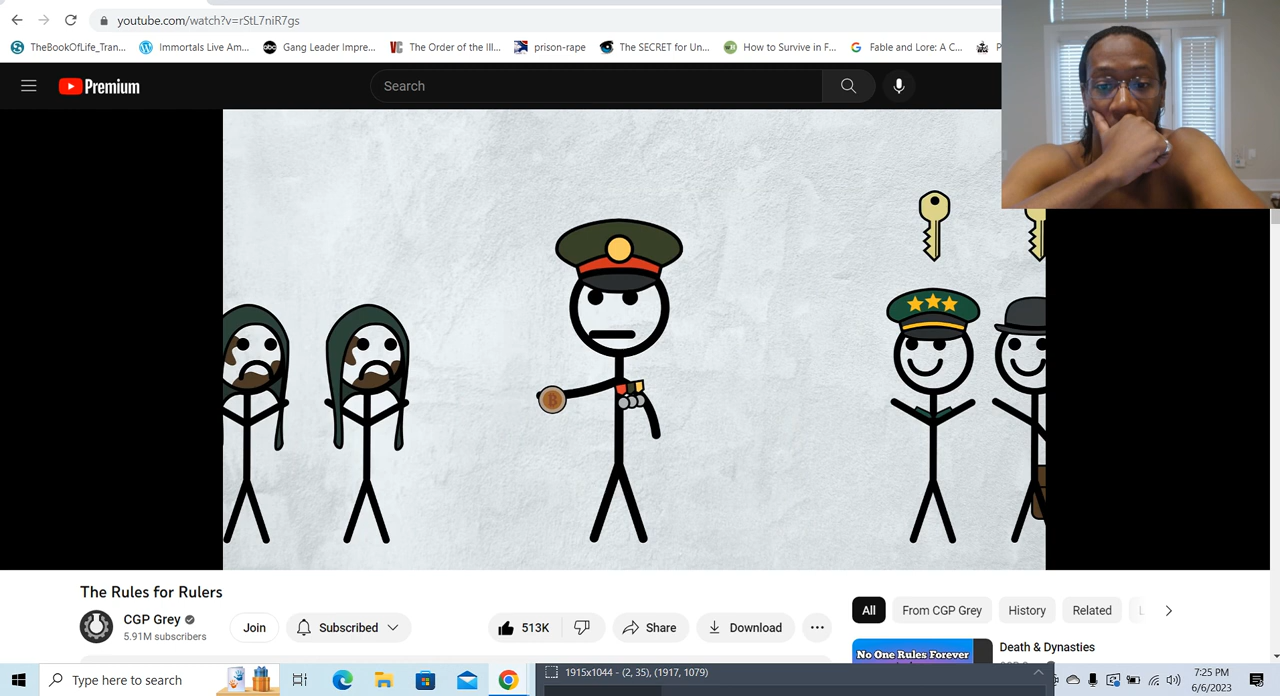 youtube.com/watch?v=rStL7niR7gs
TheBookOfLife_Tran... Immortals Live Am... Gang Leader Impre... The Order of the Ill... prison-rape The SECRET for Un... How to Survive in F... Fable and Lore: A C...
Premium
Search
The Rules for Rulers
CGP Grey
5.91M subscribers
Join
Subscribed
513K
Share
Download
All
From CGP Grey
History
Related
No One Rules Forever
Death & Dynasties
Type here to search
1915x1044 - (2, 35), (1917, 1079)
7:25 PM
6/6/2023